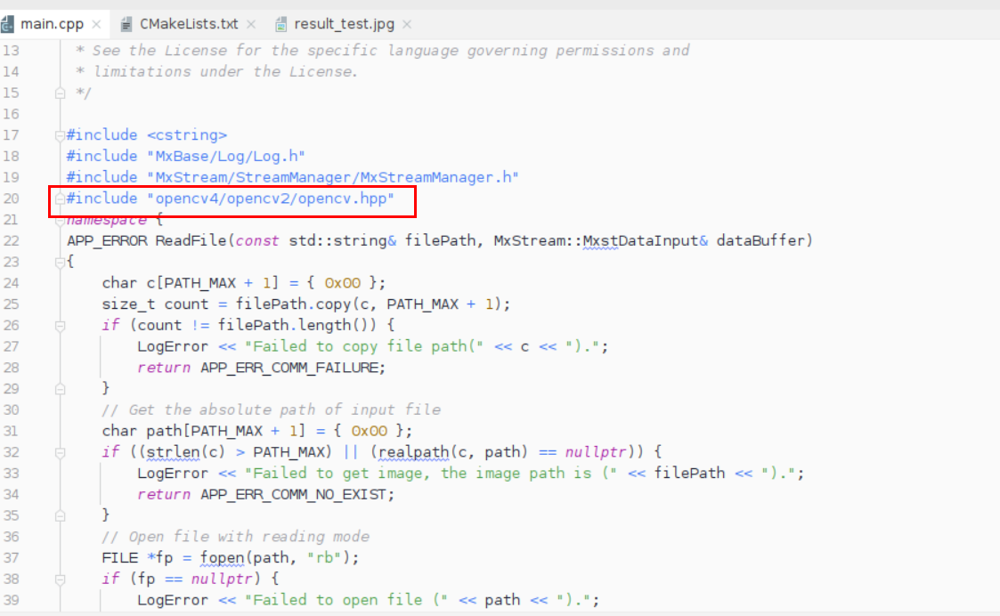 main.cpp × CMakeLists.txt × result_test.jpg ×
13 * See the License for the specific language governing permissions and
14 * limitations under the License.
15 */
16
17 #include <cstring>
18 #include "MxBase/Log/Log.h"
19 #include "MxStream/StreamManager/MxStreamManager.h"
20 #include "opencv4/opencv2/opencv.hpp"
21 namespace {
22 APP_ERROR ReadFile(const std::string& filePath, MxStream::MxstDataInput& dataBuffer)
23 {
24     char c[PATH_MAX + 1] = { 0x00 };
25     size_t count = filePath.copy(c, PATH_MAX + 1);
26     if (count != filePath.length()) {
27         LogError << "Failed to copy file path(" << c << ").";
28         return APP_ERR_COMM_FAILURE;
29     }
30     // Get the absolute path of input file
31     char path[PATH_MAX + 1] = { 0x00 };
32     if ((strlen(c) > PATH_MAX) || (realpath(c, path) == nullptr)) {
33         LogError << "Failed to get image, the image path is (" << filePath << ").";
34         return APP_ERR_COMM_NO_EXIST;
35     }
36     // Open file with reading mode
37     FILE *fp = fopen(path, "rb");
38     if (fp == nullptr) {
39         LogError << "Failed to open file (" << path << ").";